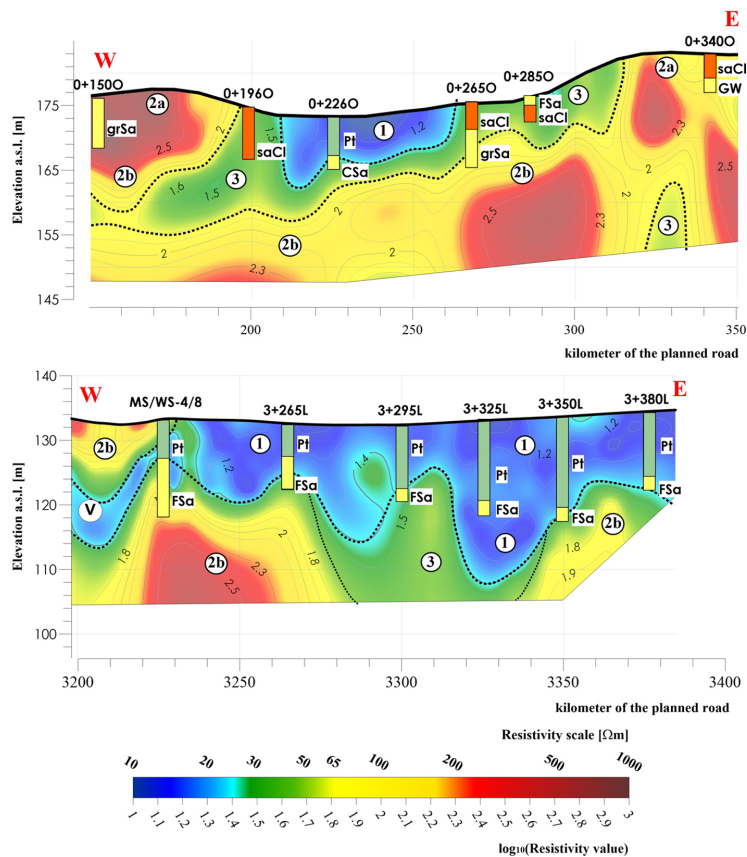 W
E
0+150O
0+196O
0+226O
0+265O
0+285O
0+340O
Elevation a.s.l. [m]
175
165
155
145
grSa
saCl
Pt
CSa
saCl
grSa
FSa
saCl
saCl
GW
2a
2b
3
1
2b
2b
3
2a
3
2
2.5
1.6
1.5
1.5
1.2
2
2
2
2.3
2.5
2.3
2
2.3
2
2.5
200
250
300
350
kilometer of the planned road
W
E
MS/WS-4/8
3+265L
3+295L
3+325L
3+350L
3+380L
Elevation a.s.l. [m]
140
130
120
110
100
Pt
FSa
Pt
FSa
Pt
FSa
Pt
FSa
Pt
FSa
Pt
FSa
2b
V
1
2b
3
1
1
2b
1.8
1.2
2
1.8
2.3
2.5
1.4
1.5
1.2
1.2
1.8
1.9
3200
3250
3300
3350
3400
kilometer of the planned road
Resistivity scale [Ωm]
10 20 30 50 65 100 200 500 1000
1 1.1 1.2 1.3 1.4 1.5 1.6 1.7 1.8 1.9 2 2.1 2.2 2.3 2.4 2.5 2.6 2.7 2.8 2.9 3
log10(Resistivity value)